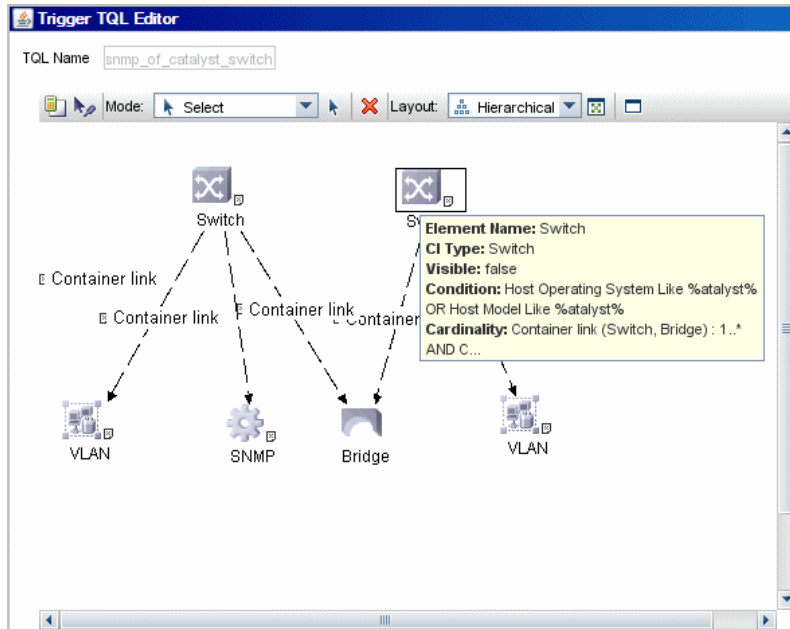 Trigger TQL Editor
TQL Name snmp_of_catalyst_switch
Mode: Select Layout: Hierarchical
Switch
Element Name: Switch
CI Type: Switch
Visible: false
Condition: Host Operating System Like %atalyst%
OR Host Model Like %atalyst%
Cardinality: Container link (Switch, Bridge) : 1..*
AND C...
Container link
Container link
Container link
Container
VLAN
SNMP
Bridge
VLAN